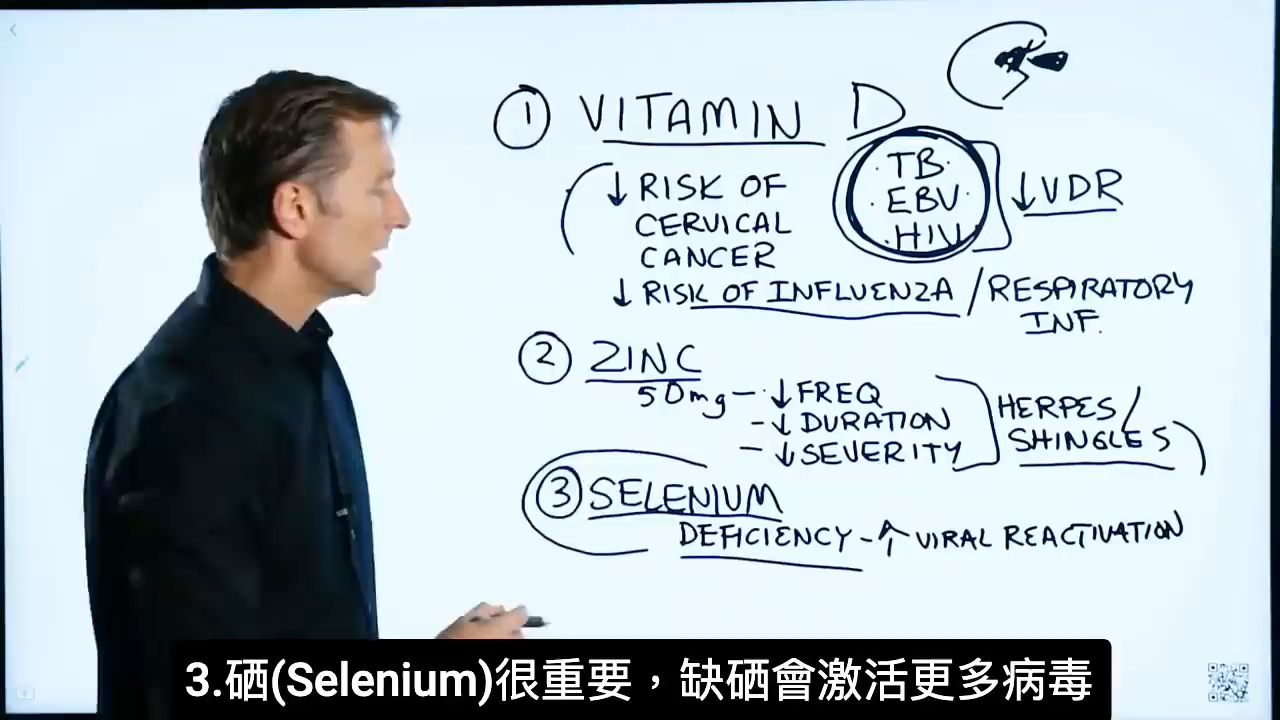 ① VITAMIN D
↓ RISK OF
CERVICAL
CANCER
· TB ·
· EBV ·
· HIV
↓ VDR
↓ RISK OF INFLUENZA / RESPIRATORY
INF.
② ZINC
50mg — · ↓ FREQ
- ↓ DURATION
- ↓ SEVERITY
HERPES /
SHINGLES
③ SELENIUM
DEFICIENCY - ↑ VIRAL REACTIVATION
3.硒(Selenium)很重要，缺硒會激活更多病毒